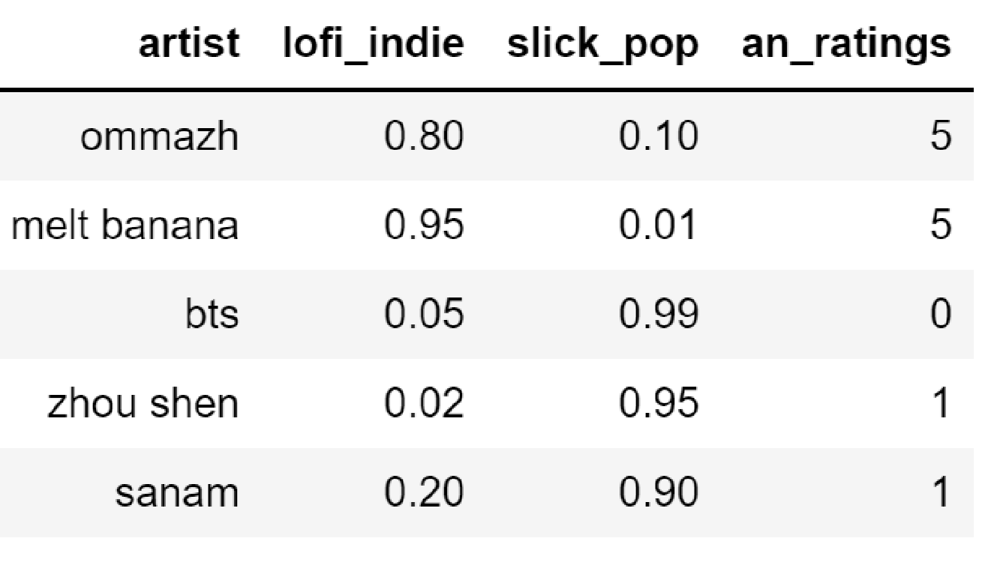 artist lofi_indie slick_pop an_ratings
ommazh 0.80 0.10 5
melt banana 0.95 0.01 5
bts 0.05 0.99 0
zhou shen 0.02 0.95 1
sanam 0.20 0.90 1